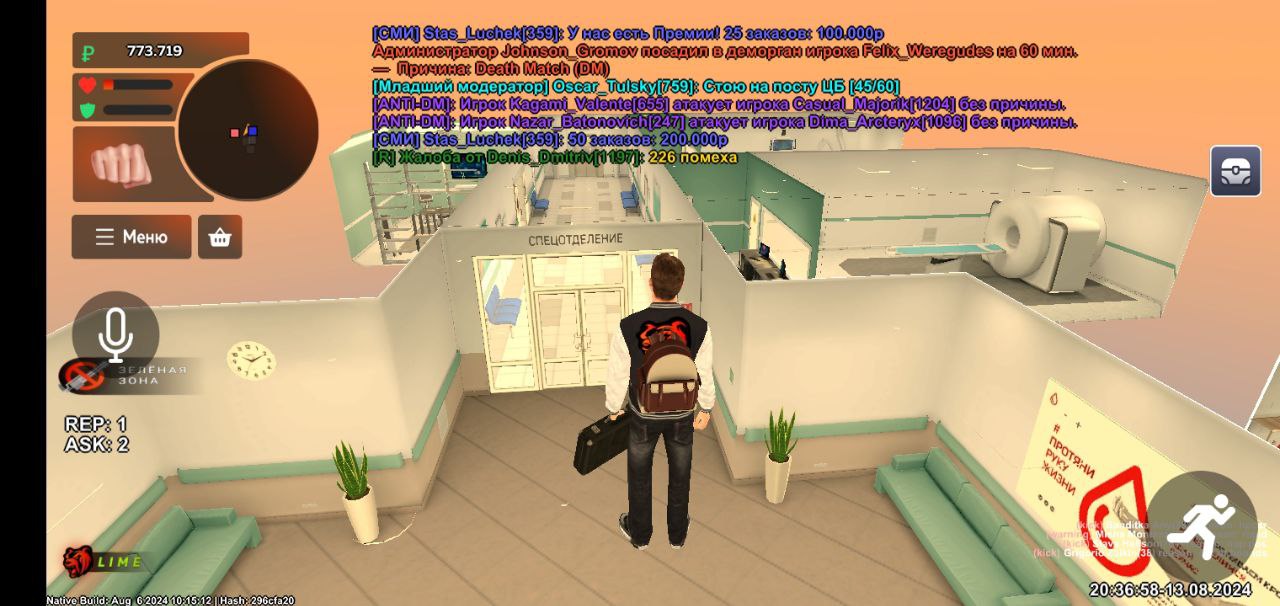 773.719
[СМИ] Stas_Luchek[359]: У нас есть Премии! 25 заказов: 100.000р
Администратор Johnson_Gromov посадил в деморган игрока Felix_Weregudes на 60 мин.
— Причина: Death Match (DM)
[Младший модератор] Oscar_Tulsky[759]: Стою на посту ЦБ [45/60]
[ANTI-DM]: Игрок Kagami_Valente[655] атакует игрока Casual_Majorik[1204] без причины.
[ANTI-DM]: Игрок Nazar_Batonovich[247] атакует игрока Dima_Arcteryx[1096] без причины.
[СМИ] Stas_Luchek[359]: 50 заказов: 200.000р
[R] Жалоба от Denis_Dmitriv[1197]: 226 помеха
Меню
СПЕЦОТДЕЛЕНИЕ
ЗЕЛЁНАЯ
ЗОНА
REP: 1
ASK: 2
#
ПРОТЯНИ
РУКУ
ЖИЗНИ
LIME
20:36:58-13.08.2024
Native Build: Aug 6 2024 10:15:12 | Hash: 296cfa20